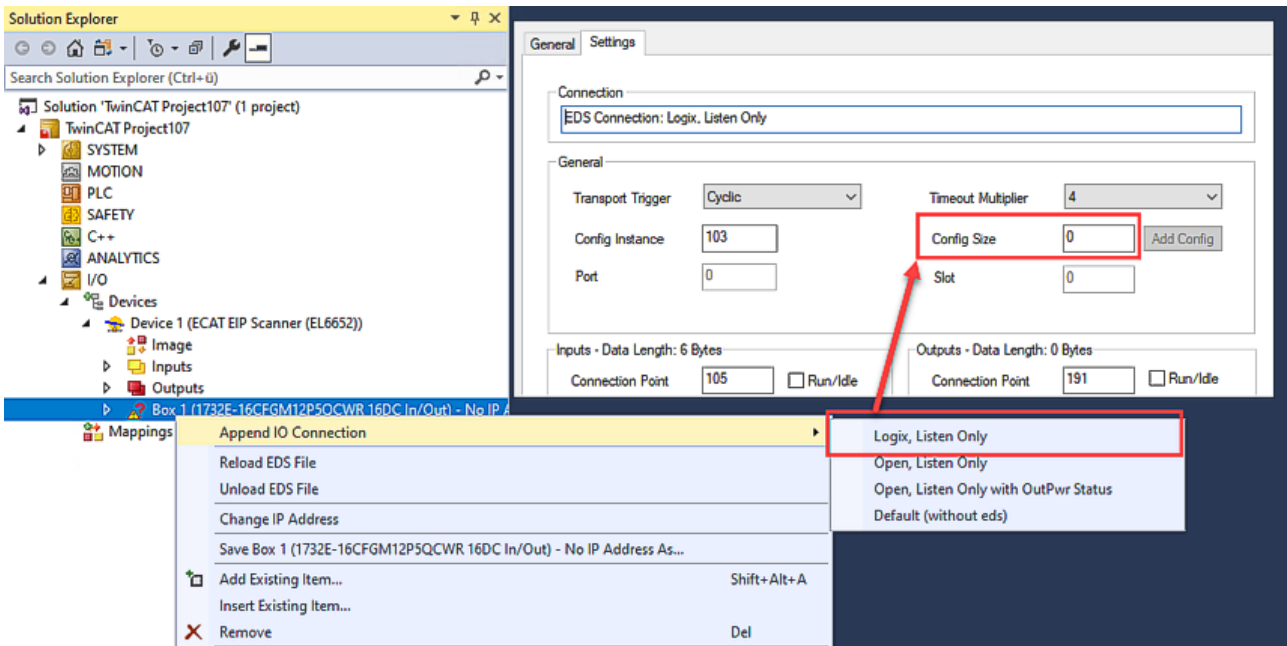 Solution Explorer
Search Solution Explorer (Ctrl+ü)
Solution 'TwinCAT Project107' (1 project)
TwinCAT Project107
SYSTEM
MOTION
PLC
SAFETY
C++
ANALYTICS
I/O
Devices
Device 1 (ECAT EIP Scanner (EL6652))
Image
Inputs
Outputs
Box 1 (1732E-16CFGM12P5QCWR 16DC In/Out) - No IP
Mappings
General
Settings
Connection
EDS Connection: Logix, Listen Only
General
Transport Trigger
Cyclic
Timeout Multiplier
4
Config Instance
103
Config Size
0
Add Config
Port
0
Slot
0
Inputs - Data Length: 6 Bytes
Outputs - Data Length: 0 Bytes
Connection Point
105
Run/Idle
Connection Point
191
Run/Idle
Append IO Connection
Reload EDS File
Unload EDS File
Change IP Address
Save Box 1 (1732E-16CFGM12P5QCWR 16DC In/Out) - No IP Address As...
Add Existing Item...
Shift+Alt+A
Insert Existing Item...
Remove
Del
Logix, Listen Only
Open, Listen Only
Open, Listen Only with OutPwr Status
Default (without eds)